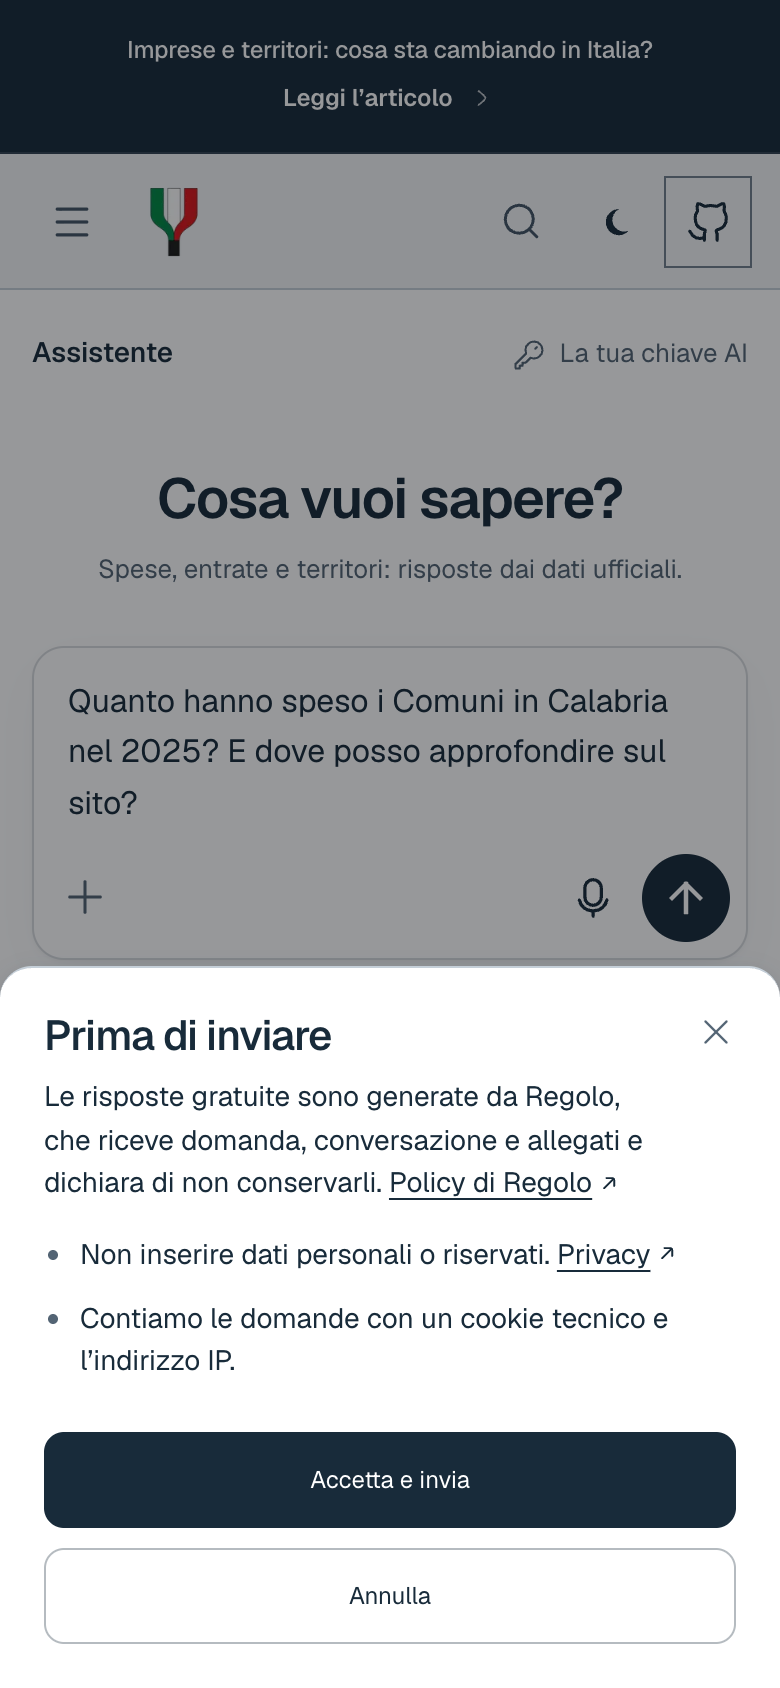 Imprese e territori: cosa sta cambiando in Italia?
Leggi l’articolo
Assistente
La tua chiave AI
Cosa vuoi sapere?
Spese, entrate e territori: risposte dai dati ufficiali.
Quanto hanno speso i Comuni in Calabria
nel 2025? E dove posso approfondire sul
sito?
Prima di inviare
Le risposte gratuite sono generate da Regolo,
che riceve domanda, conversazione e allegati e
dichiara di non conservarli. Policy di Regolo ↗
• Non inserire dati personali o riservati. Privacy ↗
• Contiamo le domande con un cookie tecnico e
l’indirizzo IP.
Accetta e invia
Annulla